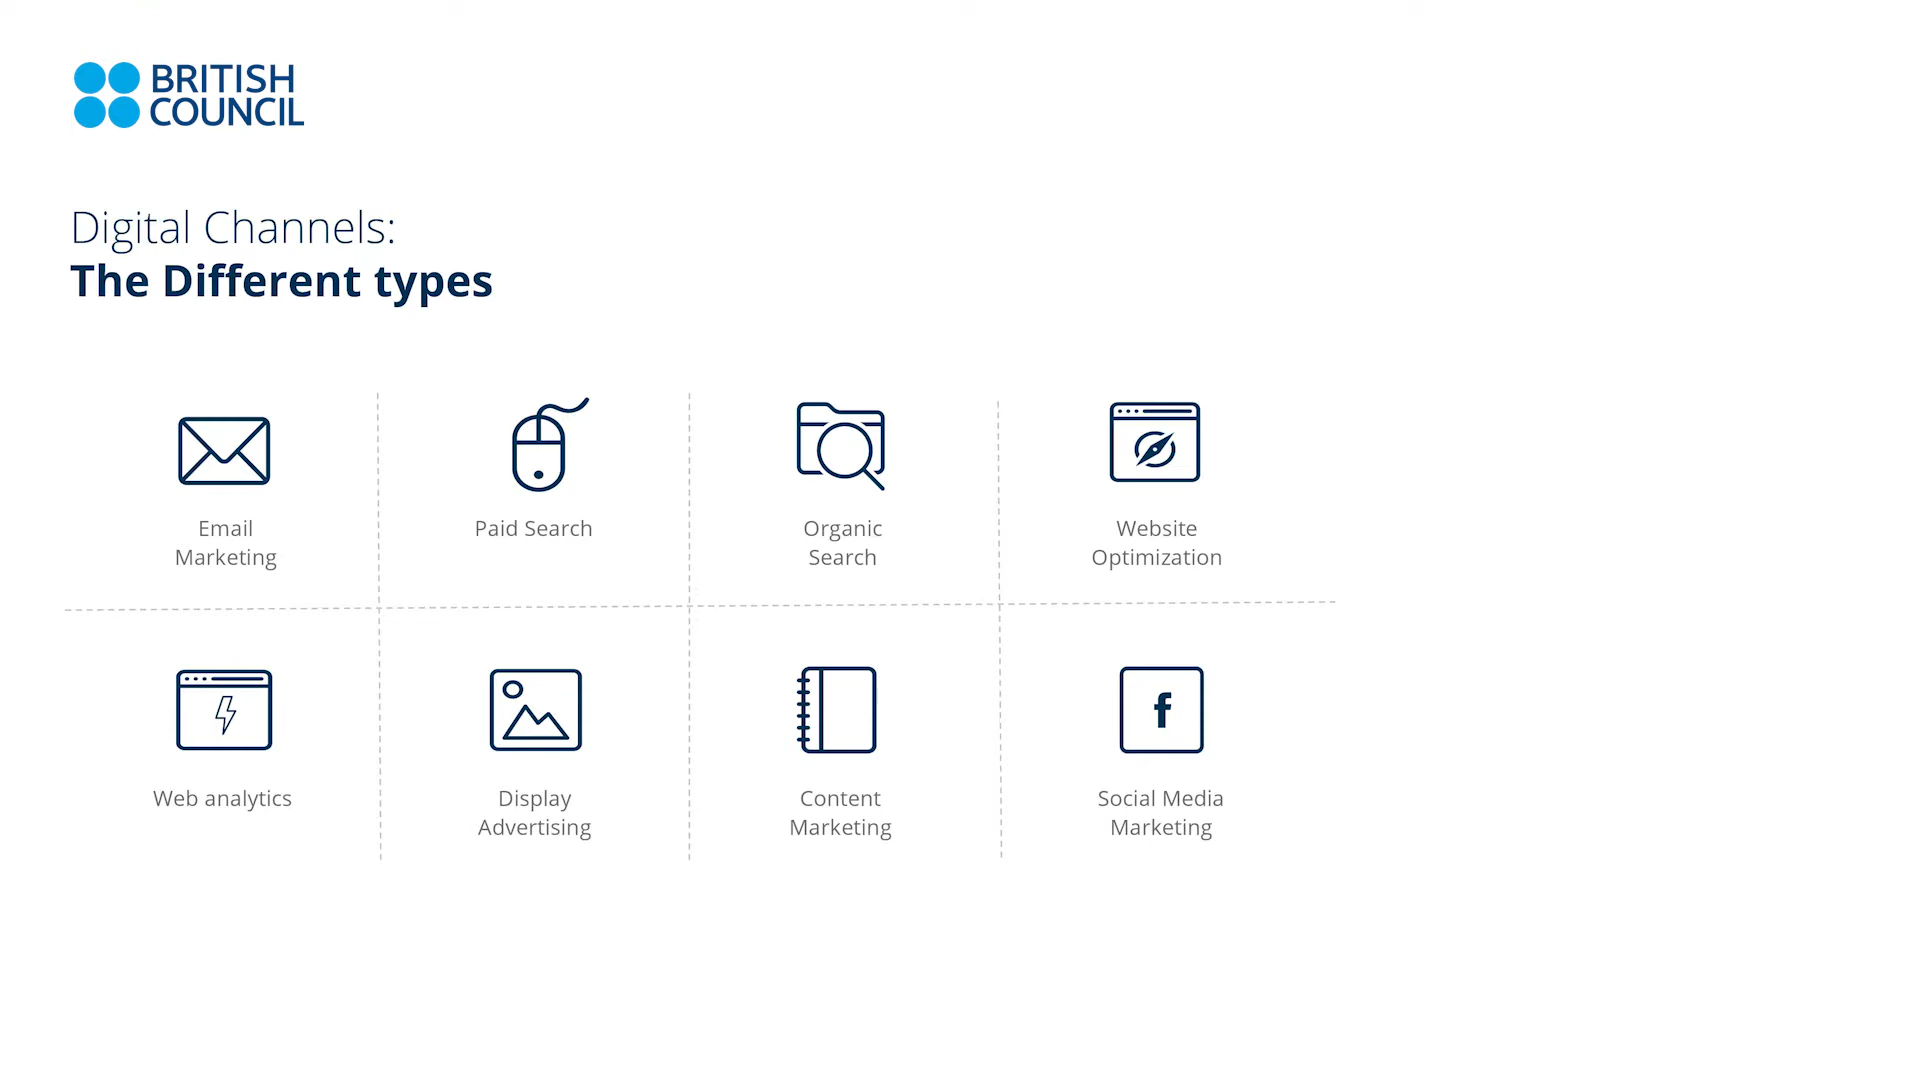 BRITISH
COUNCIL
Digital Channels:
The Different types
Email
Marketing
Paid Search
Organic
Search
Website
Optimization
Web analytics
Display
Advertising
Content
Marketing
f
Social Media
Marketing